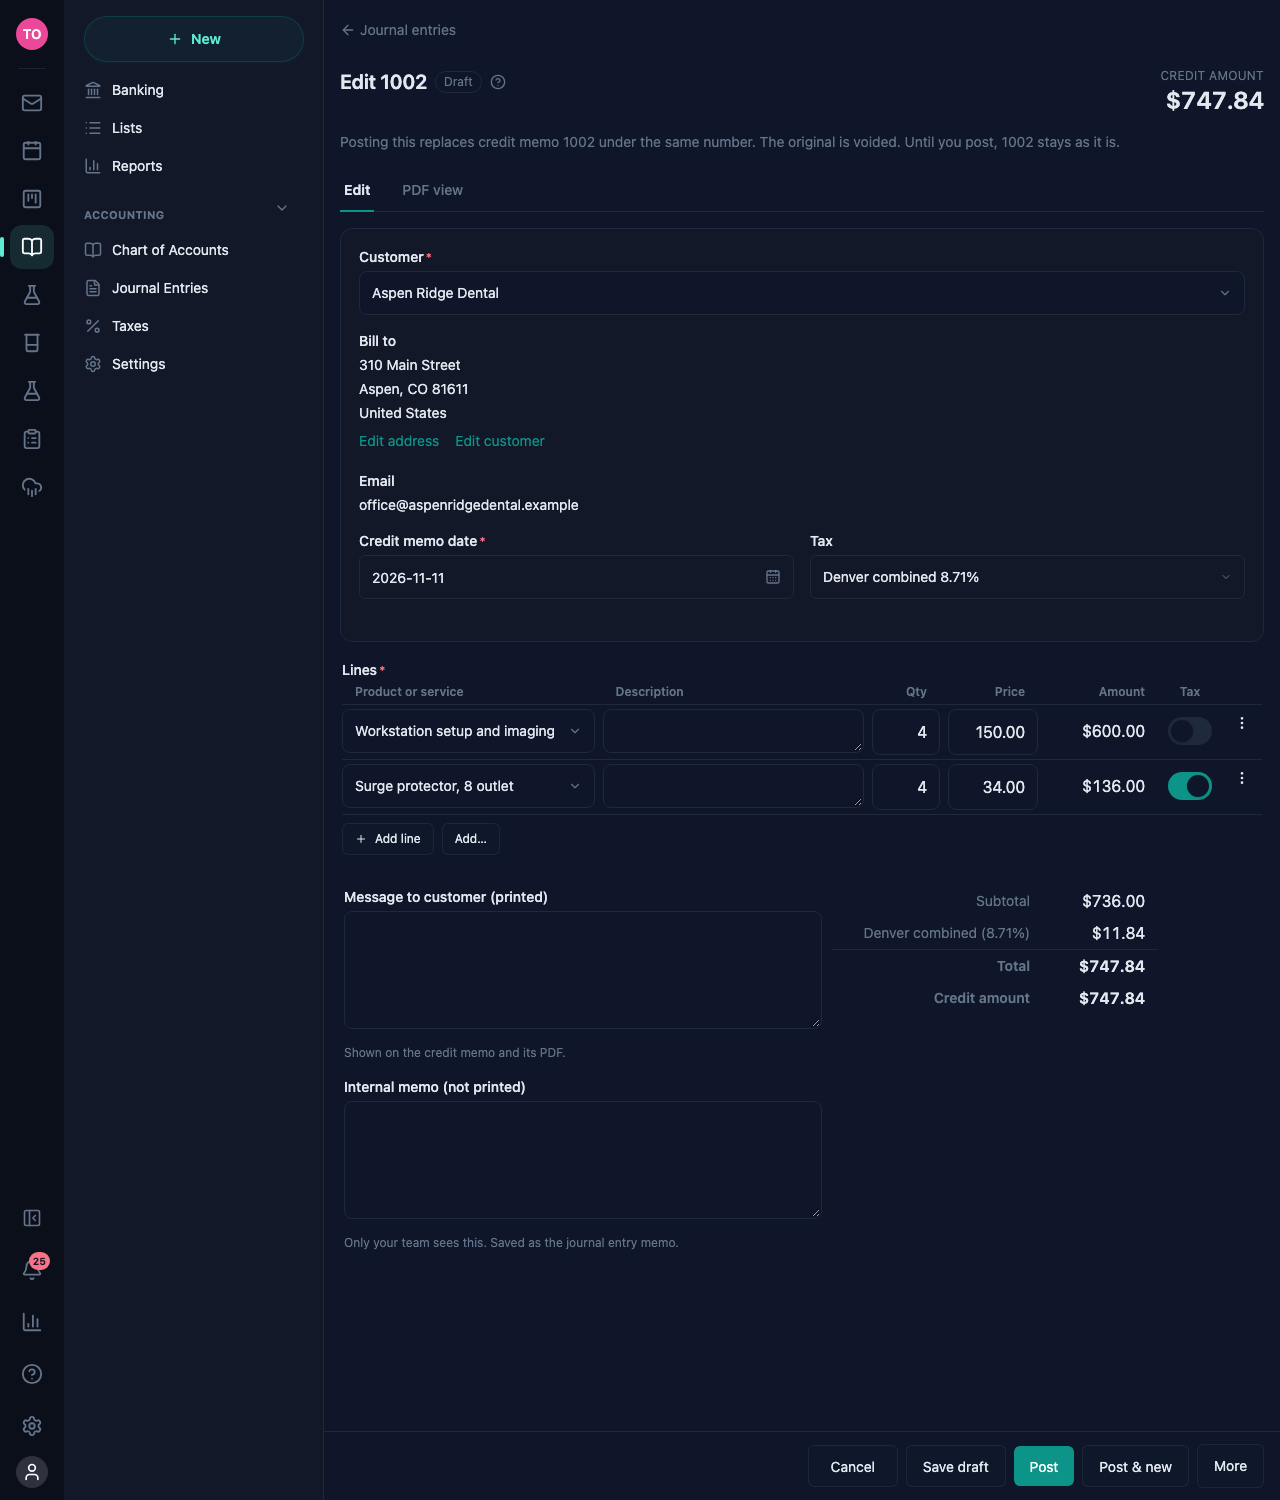 TO
New
Banking
Lists
Reports
ACCOUNTING
Chart of Accounts
Journal Entries
Taxes
Settings
25
Journal entries
Edit 1002
Draft
CREDIT AMOUNT
$747.84
Posting this replaces credit memo 1002 under the same number. The original is voided. Until you post, 1002 stays as it is.
Edit PDF view
Customer*
Aspen Ridge Dental
Bill to
310 Main Street
Aspen, CO 81611
United States
Edit address Edit customer
Email
office@aspenridgedental.example
Credit memo date* Tax
2026-11-11 Denver combined 8.71%
Lines*
Product or service Description Qty Price Amount Tax
Workstation setup and imaging 4 150.00 $600.00
Surge protector, 8 outlet 4 34.00 $136.00
Add line Add...
Message to customer (printed)
Shown on the credit memo and its PDF.
Subtotal $736.00
Denver combined (8.71%) $11.84
Total $747.84
Credit amount $747.84
Internal memo (not printed)
Only your team sees this. Saved as the journal entry memo.
Cancel Save draft Post Post & new More